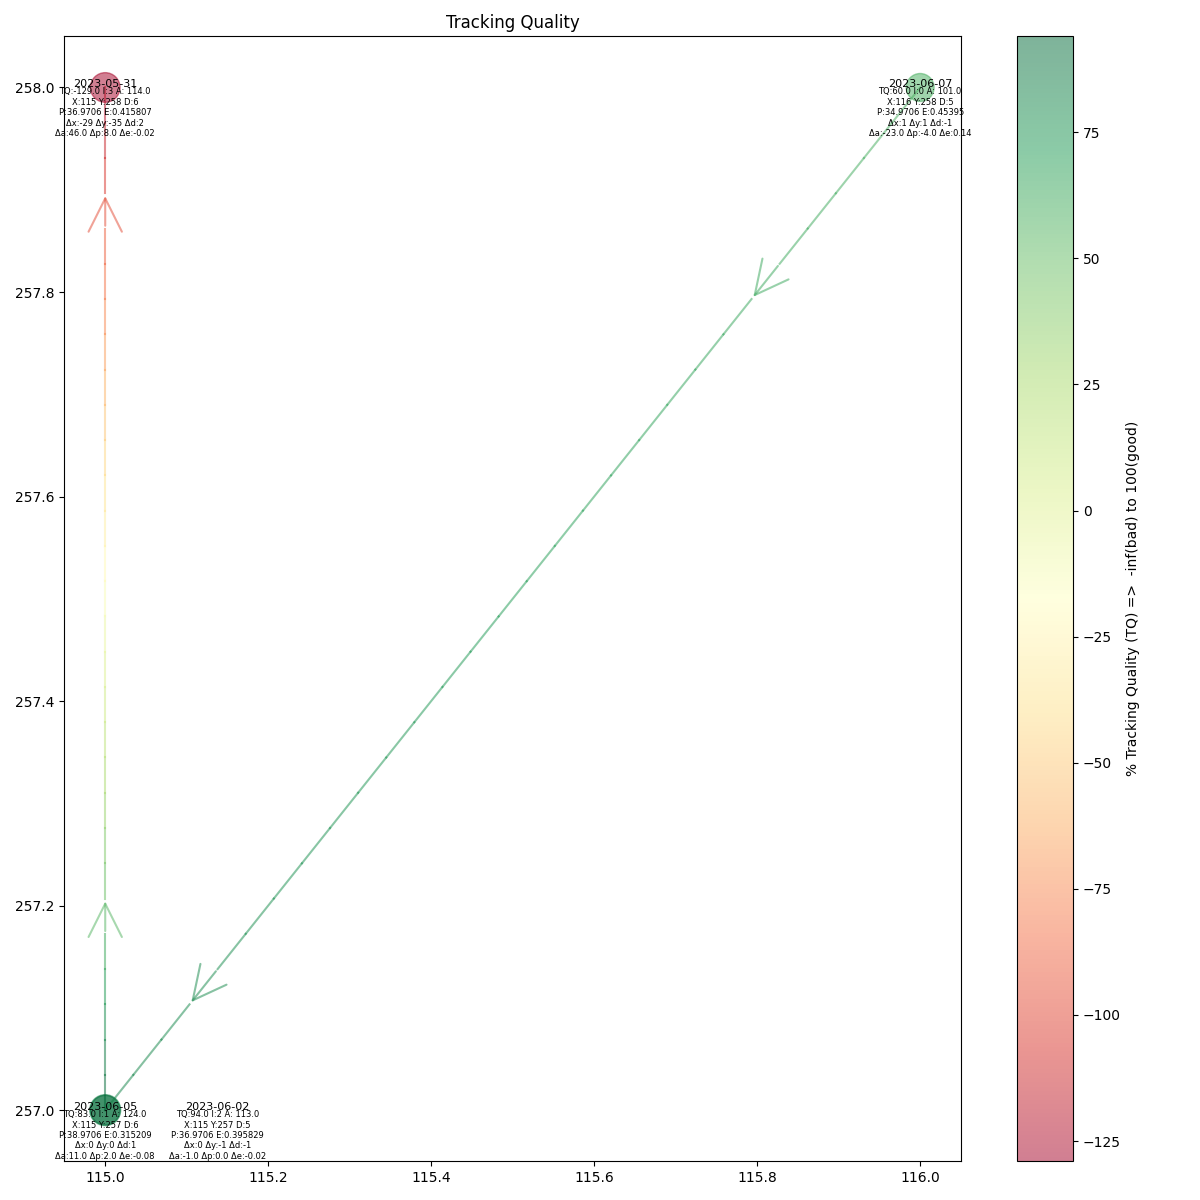 Tracking Quality
258.0
257.8
257.6
257.4
257.2
257.0
2023-05-31
TQ:-129.0 I:3 A: 114.0
X:115 Y:258 D:6
P:36.9706 E:0.415807
Δx:-29 Δy:-35 Δd:2
Δa:46.0 Δp:8.0 Δe:-0.02
2023-06-07
TQ:60.0 I:0 A: 101.0
X:116 Y:258 D:5
P:34.9706 E:0.45395
Δx:1 Δy:1 Δd:-1
Δa:-23.0 Δp:-4.0 Δe:0.14
2023-06-05
TQ:83.0 I:1 A: 124.0
X:115 Y:257 D:6
P:38.9706 E:0.315209
Δx:0 Δy:0 Δd:1
Δa:11.0 Δp:2.0 Δe:-0.08
2023-06-02
TQ:94.0 I:2 A: 113.0
X:115 Y:257 D:5
P:36.9706 E:0.395829
Δx:0 Δy:-1 Δd:-1
Δa:-1.0 Δp:0.0 Δe:-0.02
115.0 115.2 115.4 115.6 115.8 116.0
75
50
25
0
−25
−50
−75
−100
−125
% Tracking Quality (TQ) => -inf(bad) to 100(good)